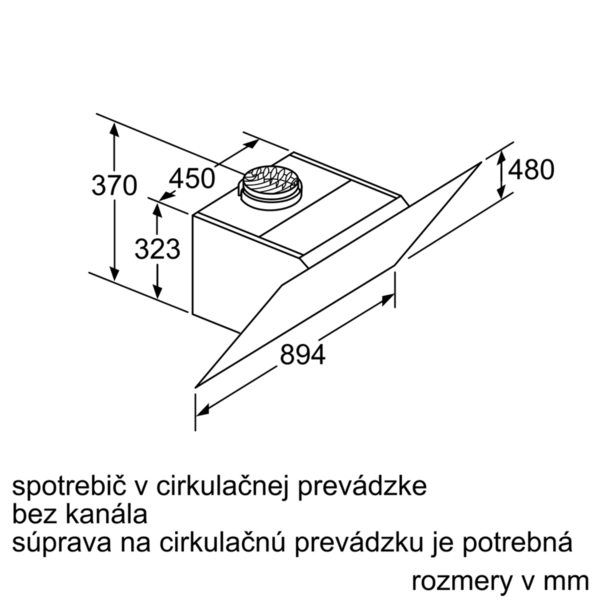 450
480
370
323
894
spotrebič v cirkulačnej prevádzke
bez kanála
súprava na cirkulačnú prevádzku je potrebná
rozmery v mm